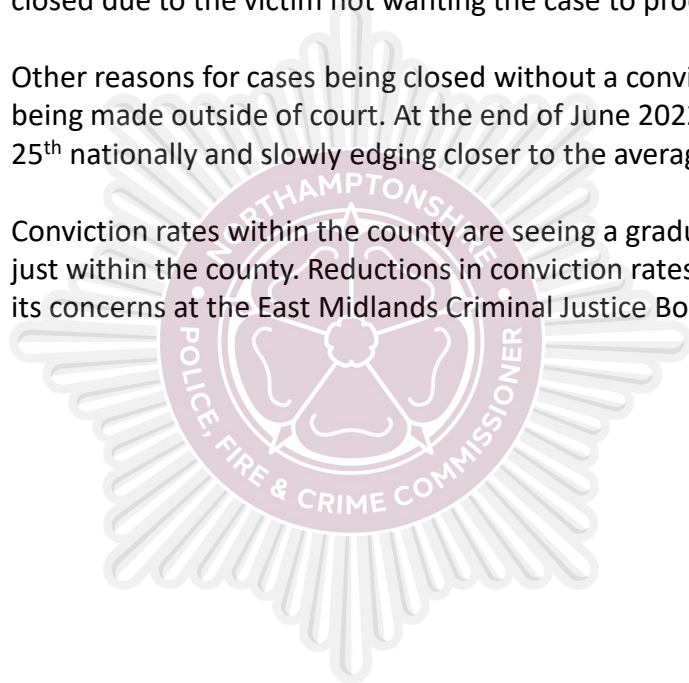 closed due to the victim not wanting the case to
Other reasons for cases being closed without a
being made outside of court. At the end of June
25th nationally and slowly edging closer to the
Conviction rates within the county are seeing a
just within the county. Reductions in conviction rates
its concerns at the East Midlands Criminal Justice
NORTHAMPTONSHIRE
POLICE, FIRE & CRIME COMMISSIONER